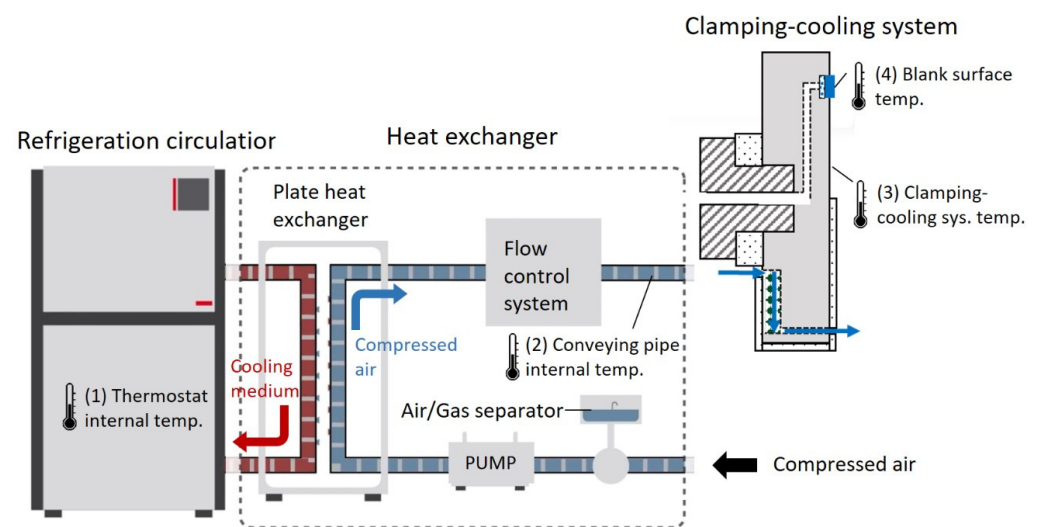 Clamping-cooling system
(4) Blank surface
temp.
Refrigeration circulatior
Heat exchanger
Plate heat
exchanger
(3) Clamping-
cooling sys. temp.
Flow
control
system
Compressed
air
(2) Conveying pipe
internal temp.
Cooling
medium
(1) Thermostat
internal temp.
Air/Gas separator
PUMP
Compressed air